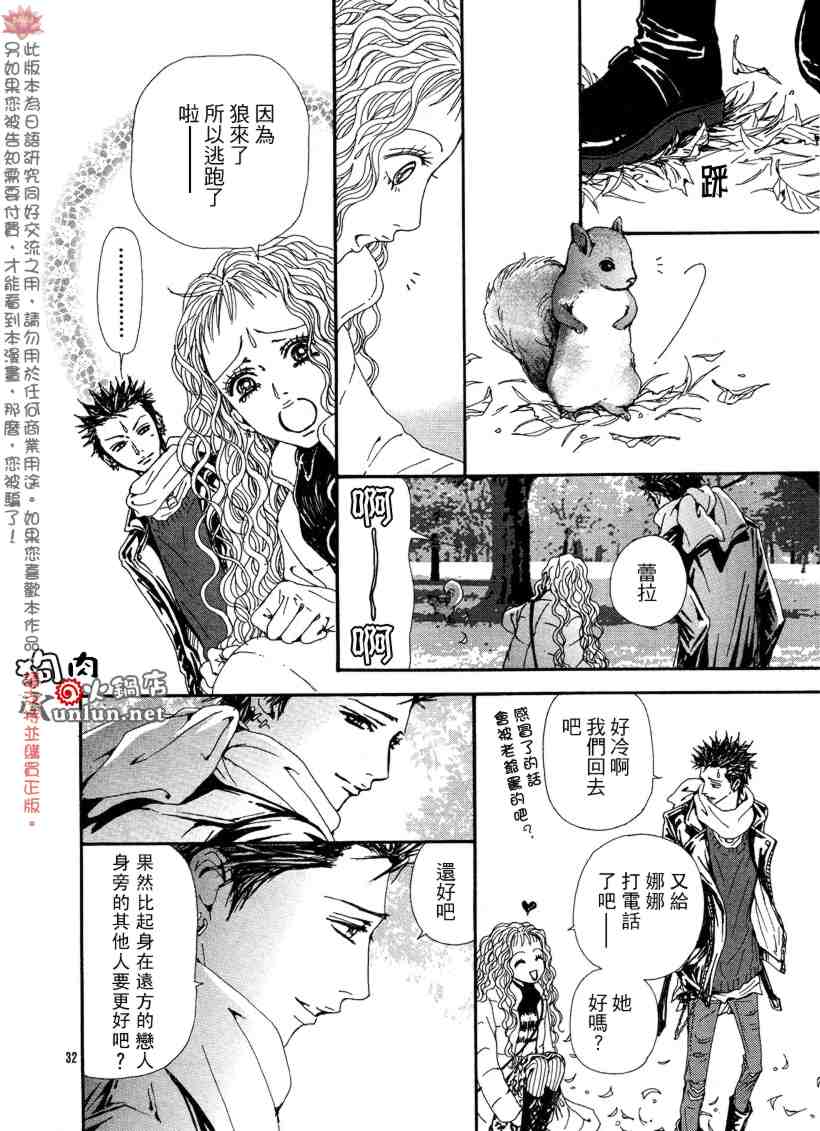 踩
因為
狼來了
所以逃跑了
啦——
………
蕾拉
啊——啊
好冷啊
我們回去
吧
感冒了的話
會被老爺罵的吧？
又給
娜娜
打電話
了吧——
她
好嗎？
還好吧
果然比起身在遠方的戀人
身旁的其他人要更好吧？
32
此版本為日語研究同好交流之用，請勿用於任何商業用途。如果您喜歡本作品
請支持並購買正版。
只如果您被告知需要付費，才能看到本漫畫，那麼，您被騙了！
狗肉
火鍋店
Kunlun.net